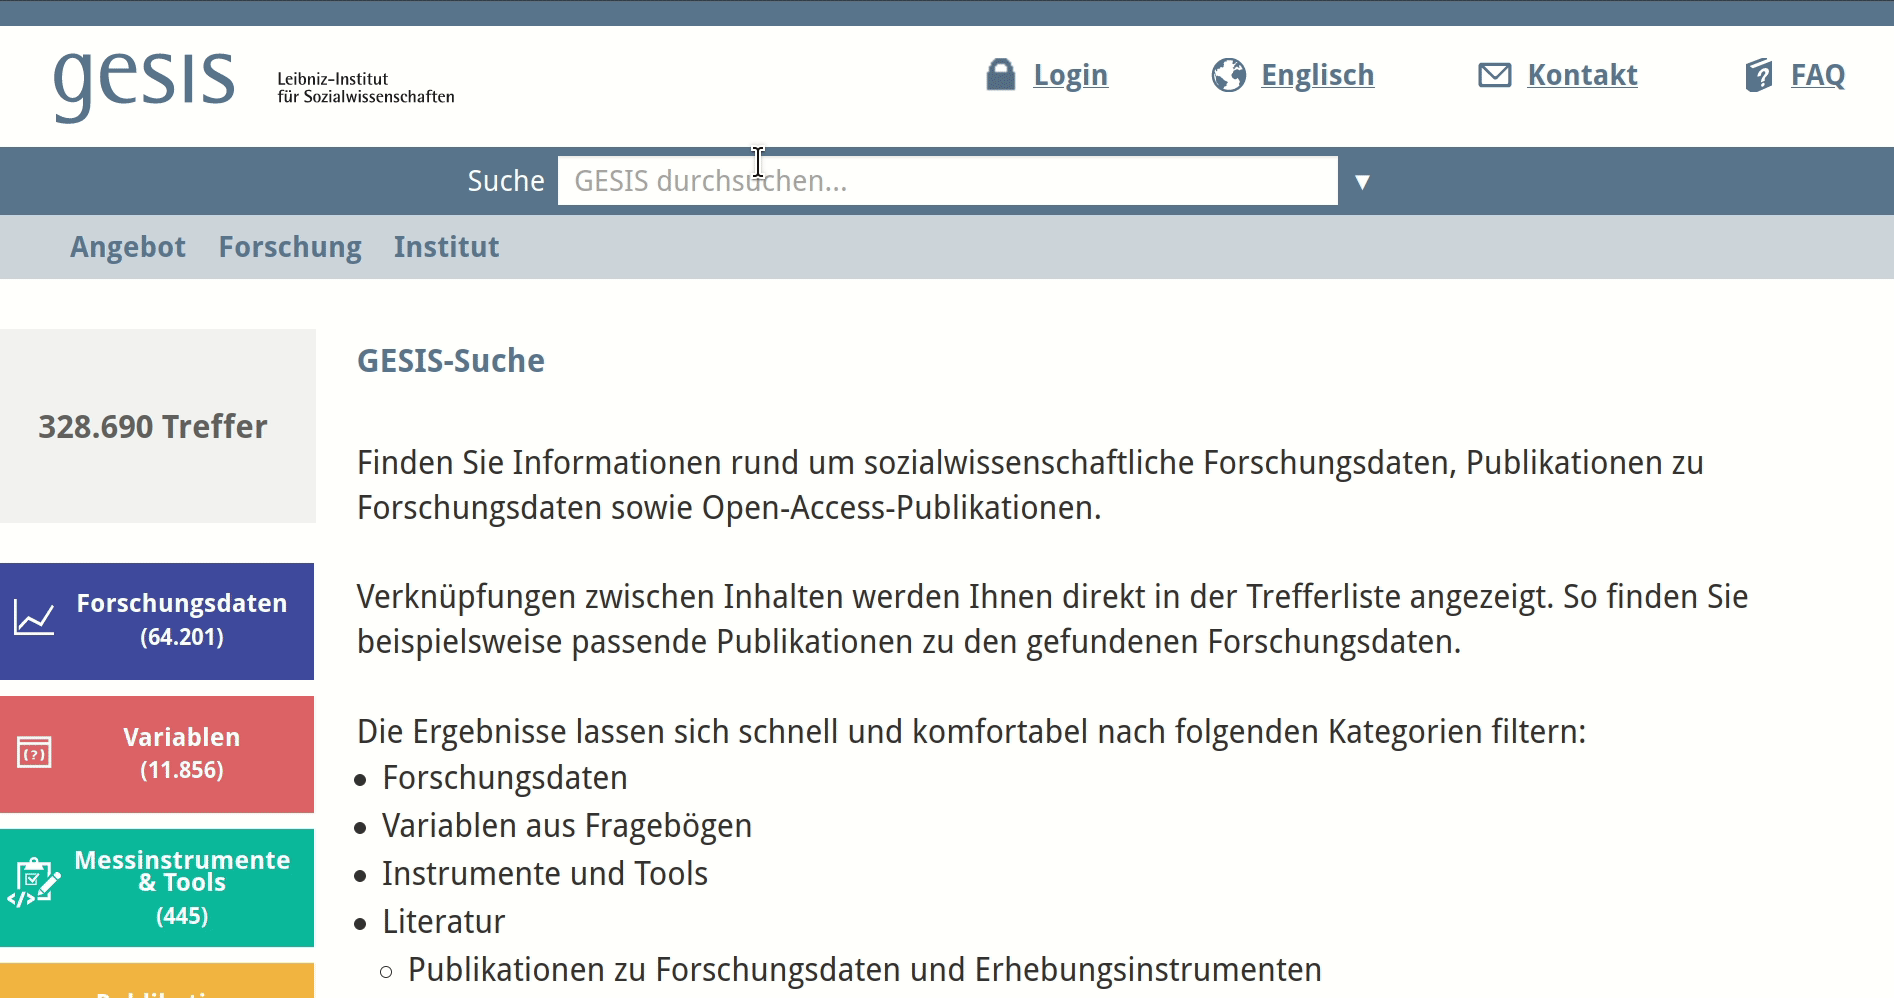 gesis
Leibniz-Institut
für Sozialwissenschaften
Login
Englisch
Kontakt
FAQ
Suche
GESIS durchsuchen...
Angebot
Forschung
Institut
328.690 Treffer
Forschungsdaten
(64.201)
Variablen
(11.856)
Messinstrumente
& Tools
(445)
GESIS-Suche
Finden Sie Informationen rund um sozialwissenschaftliche Forschungsdaten, Publikationen zu
Forschungsdaten sowie Open-Access-Publikationen.
Verknüpfungen zwischen Inhalten werden Ihnen direkt in der Trefferliste angezeigt. So finden Sie
beispielsweise passende Publikationen zu den gefundenen Forschungsdaten.
Die Ergebnisse lassen sich schnell und komfortabel nach folgenden Kategorien filtern:
Forschungsdaten
Variablen aus Fragebögen
Instrumente und Tools
Literatur
Publikationen zu Forschungsdaten und Erhebungsinstrumenten